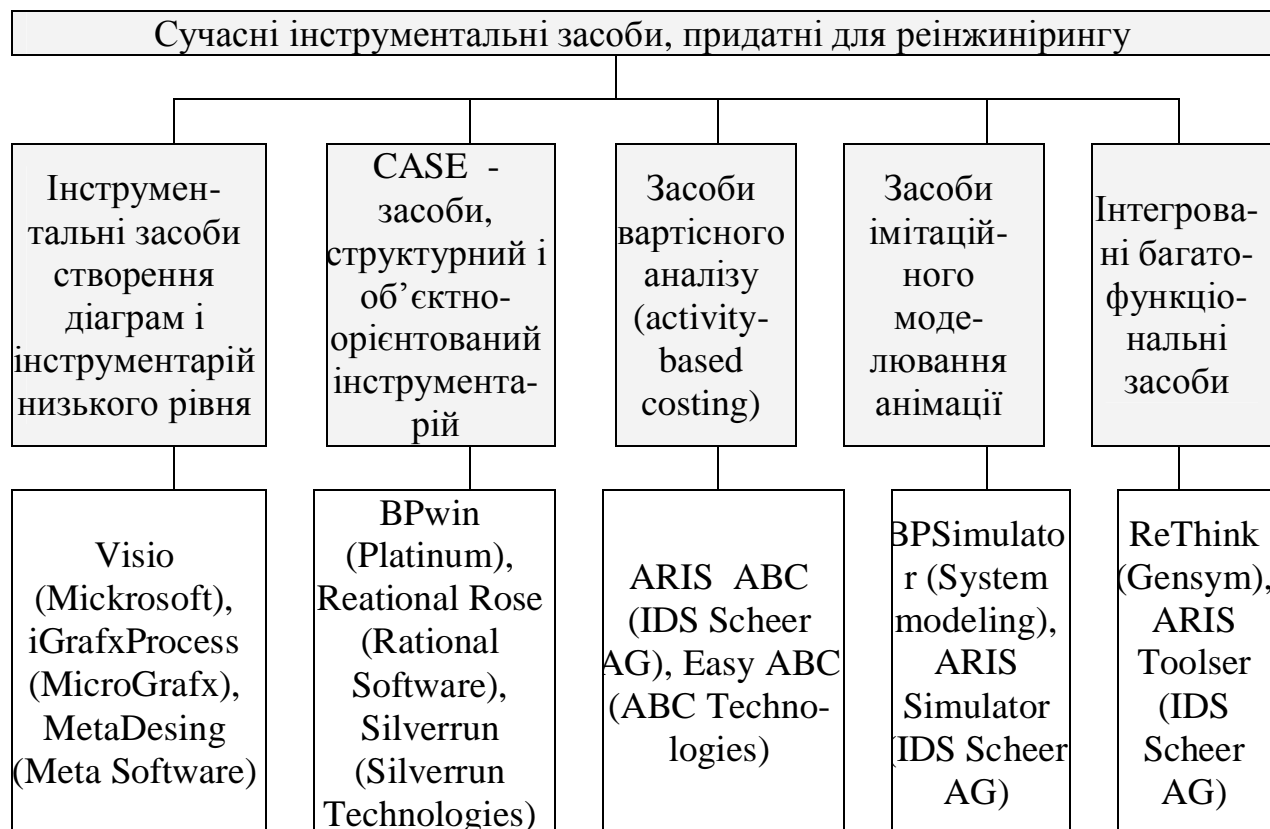 Сучасні інструментальні засоби, придатні для реінжинірингу
Інструмен-
тальні засоби
створення
діаграм і
інструментарій
низького рівня
CASE -
засоби,
структурний і
об’єктно-
орієнтований
інструмента-
рій
Засоби
вартісного
аналізу
(activity-
based
costing)
Засоби
імітацій-
ного
моде-
лювання
анімації
Інтегрова-
ні багато-
функціо-
нальні
засоби
Visio
(Mickrosoft),
iGrafxProcess
(MicroGrafx),
MetaDesing
(Meta Software)
BPwin
(Platinum),
Reational Rose
(Rational
Software),
Silverrun
(Silverrun
Technologies)
ARIS ABC
(IDS Scheer
AG), Easy ABC
(ABC Techno-
logies)
BPSimulato
r (System
modeling),
ARIS
Simulator
(IDS Scheer
AG)
ReThink
(Gensym),
ARIS
Toolser
(IDS
Scheer
AG)